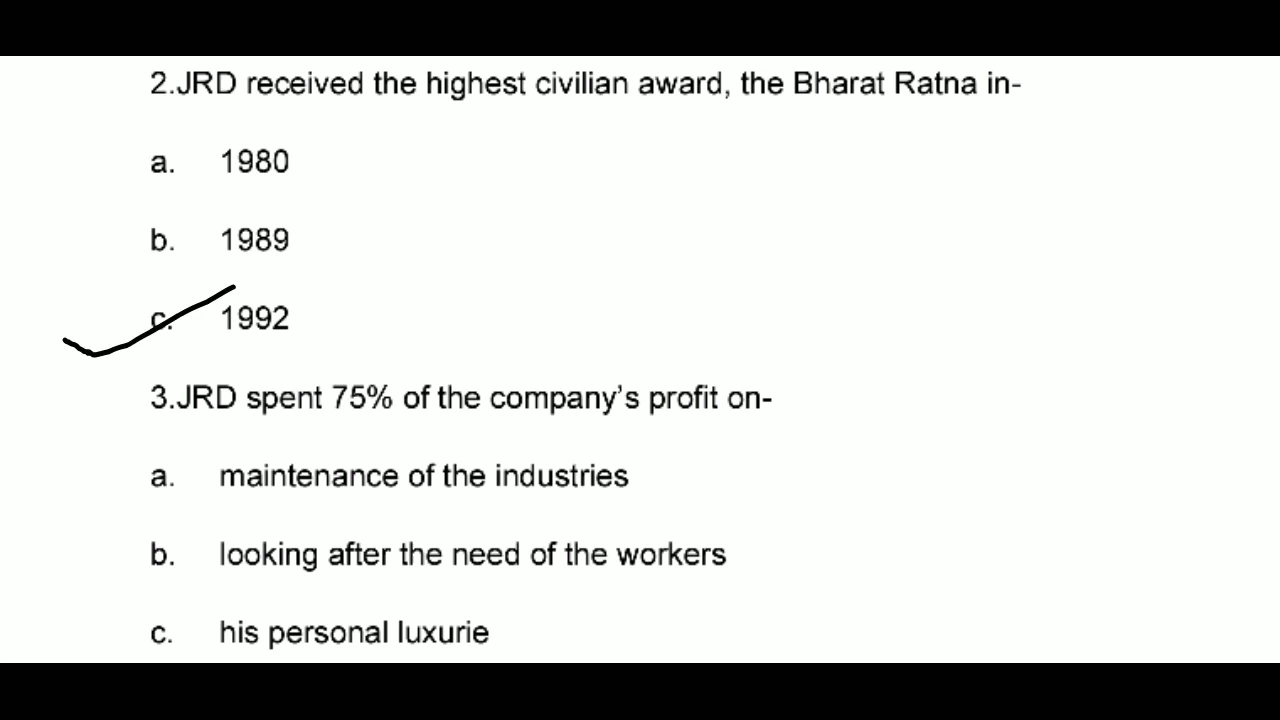 2.JRD received the highest civilian award, the Bharat Ratna in-
a. 1980
b. 1989
c. 1992
3.JRD spent 75% of the company’s profit on-
a. maintenance of the industries
b. looking after the need of the workers
c. his personal luxurie